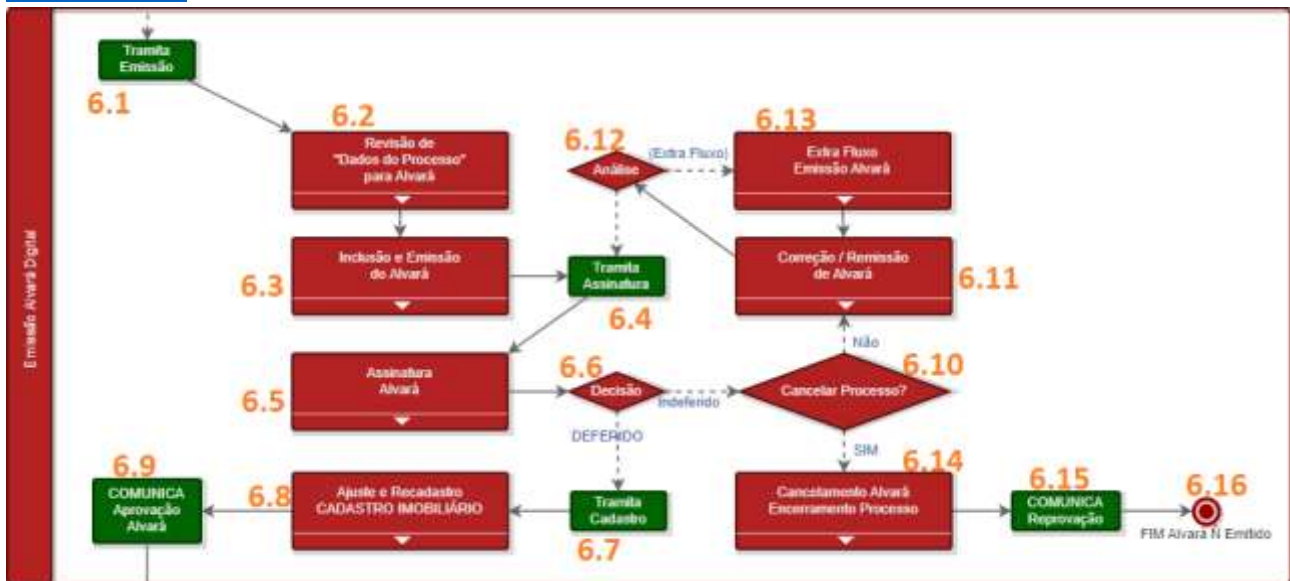 Emissão Alvará Digital
Tramita
Emissão
6.1
6.2
Revisão de
"Dados do Processo"
para Alvará
6.3
Inclusão e Emissão
do Alvará
6.12
Análise
(Extra Fluxo)
6.13
Extra Fluxo
Emissão Alvará
Tramita
Assinatura
6.4
Correção / Remissão
de Alvará
6.11
6.5
Assinatura
Alvará
6.6
Decisão
Indeferido
DEFERIDO
Não
6.10
Cancelar Processo?
SIM
6.9
COMUNICA
Aprovação
Alvará
6.8
Ajuste e Recadastro
CADASTRO IMOBILIÁRIO
Tramita
Cadastro
6.7
6.14
Cancelamento Alvará
Encerramento Processo
6.15
COMUNICA
Reprovação
6.16
FIM Alvara N Emitido